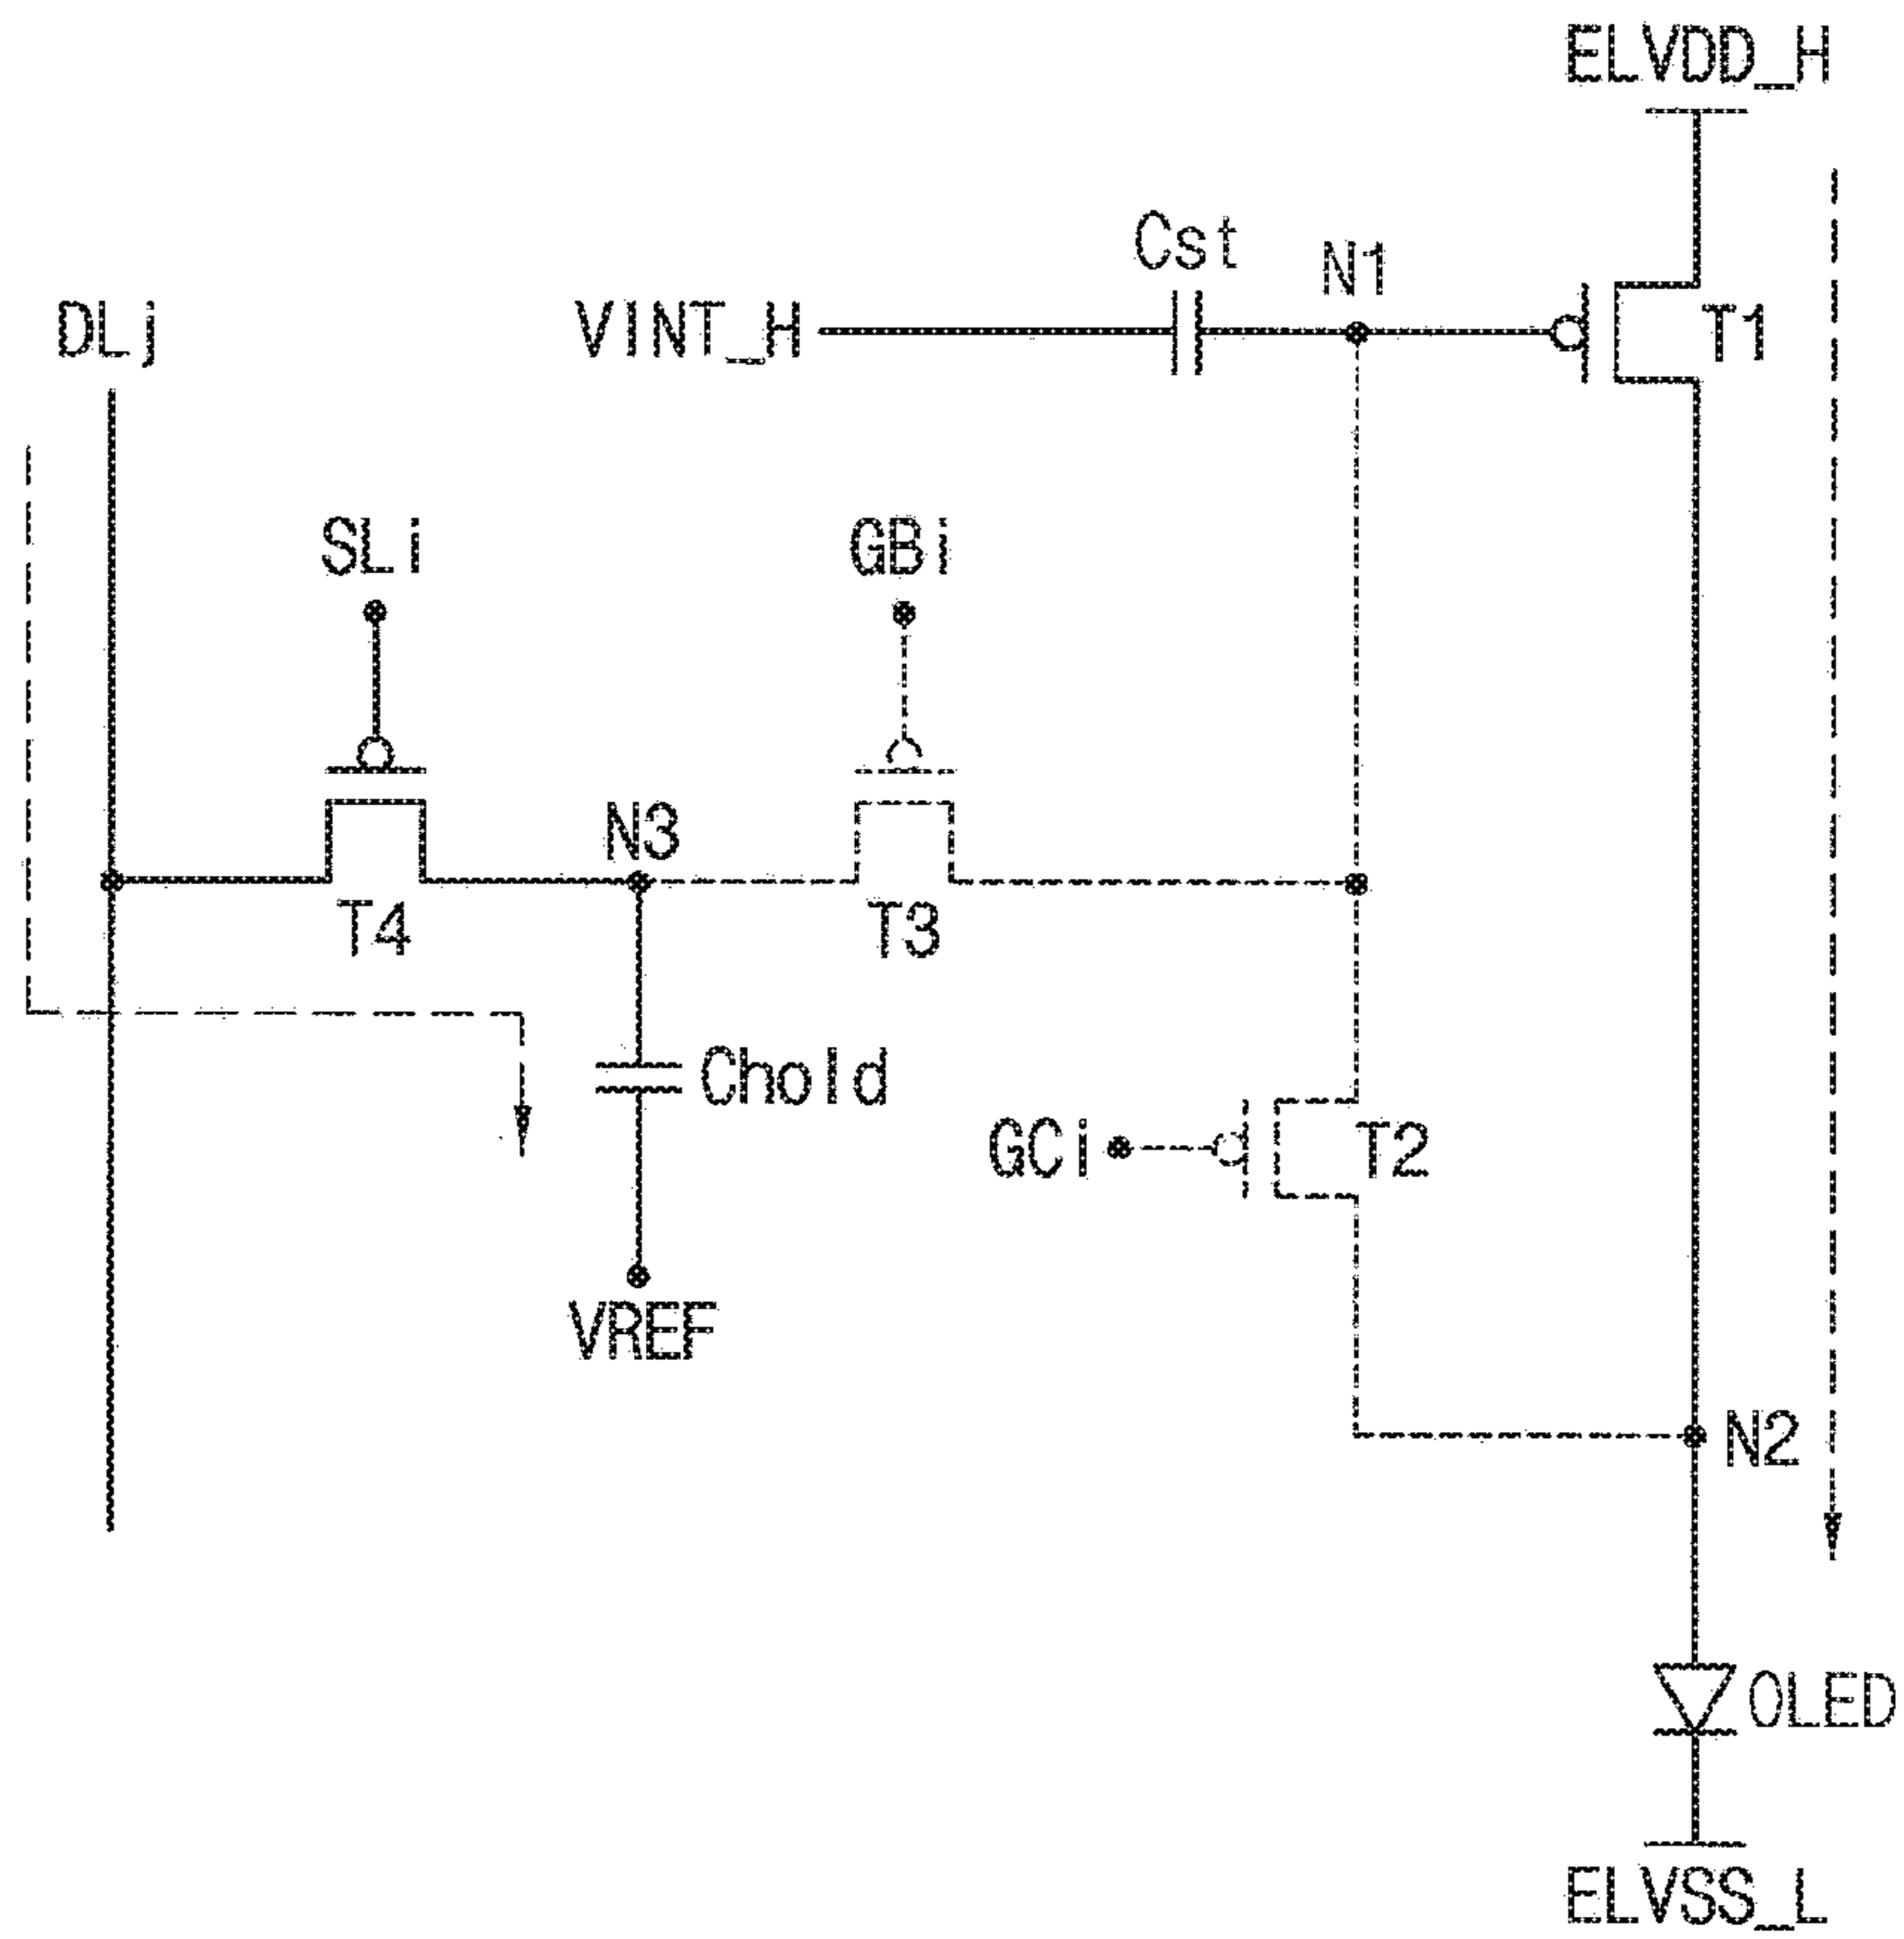 ELVDD_H
Cst
N1
DLj
VINT_H
T1
SLi
GBi
N3
T4
T3
Chold
GCi
T2
VREF
N2
OLED
ELVSS_L